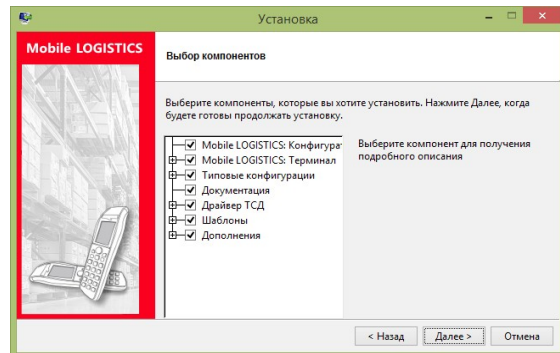 Установка
Mobile LOGISTICS
Выбор компонентов
Выберите компоненты, которые вы хотите установить. Нажмите Далее, когда
будете готовы продолжать установку.
Mobile LOGISTICS: Конфигура
Mobile LOGISTICS: Терминал
Типовые конфигурации
Документация
Драйвер ТСД
Шаблоны
Дополнения
Выберите компонент для получения
подробного описания
< Назад
Далее >
Отмена